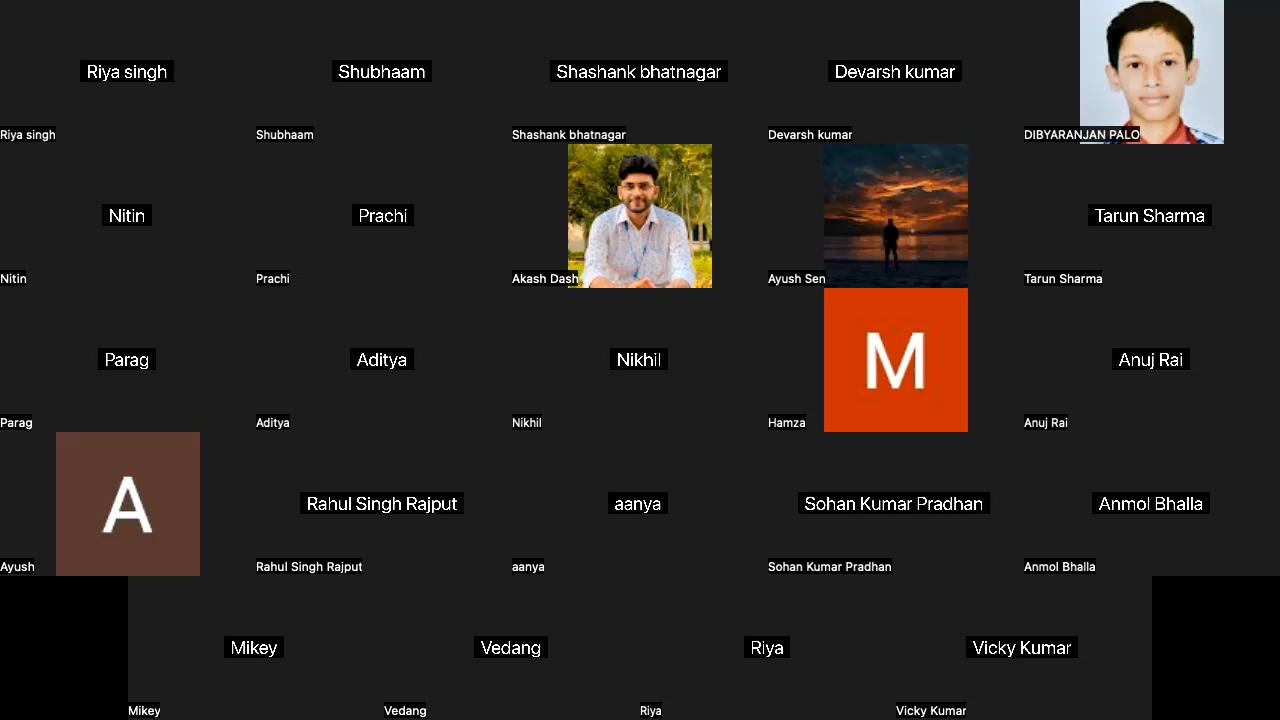 Riya singh
Shubhaam
Shashank bhatnagar
Devarsh kumar
Riya singh
Shubhaam
Shashank bhatnagar
Devarsh kumar
DIBYARANJAN PALO
Nitin
Prachi
Tarun Sharma
Nitin
Prachi
Akash Dash
Ayush Sen
Tarun Sharma
Parag
Aditya
Nikhil
M
Anuj Rai
Parag
Aditya
Nikhil
Hamza
Anuj Rai
A
Rahul Singh Rajput
aanya
Sohan Kumar Pradhan
Anmol Bhalla
Ayush
Rahul Singh Rajput
aanya
Sohan Kumar Pradhan
Anmol Bhalla
Mikey
Vedang
Riya
Vicky Kumar
Mikey
Vedang
Riya
Vicky Kumar